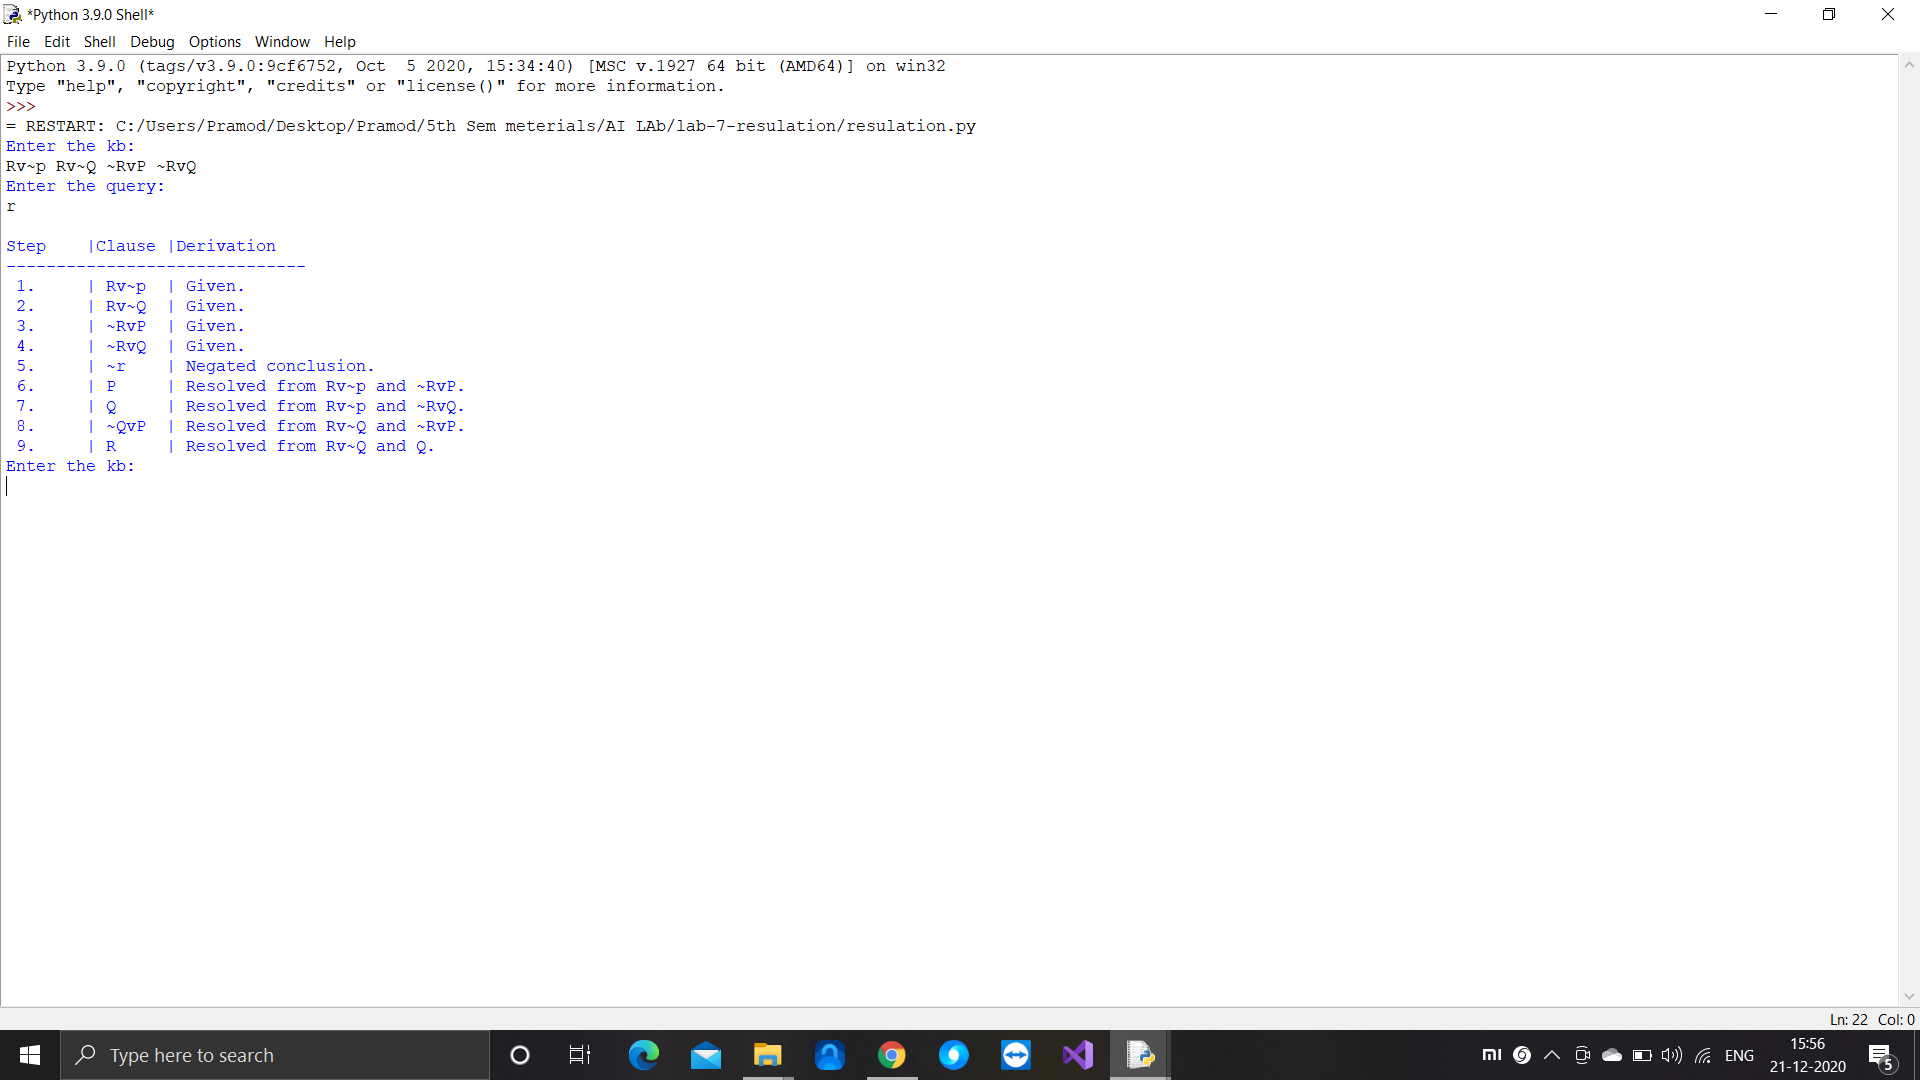 *Python 3.9.0 Shell*
File Edit Shell Debug Options Window Help
Python 3.9.0 (tags/v3.9.0:9cf6752, Oct  5 2020, 15:34:40) [MSC v.1927 64 bit (AMD64)] on win32
Type "help", "copyright", "credits" or "license()" for more information.
>>>
= RESTART: C:/Users/Pramod/Desktop/Pramod/5th Sem meterials/AI LAb/lab-7-resulation/resulation.py
Enter the kb:
Rv~p Rv~Q ~RvP ~RvQ
Enter the query:
r
Step    |Clause |Derivation
------------------------------
 1.     | Rv~p  | Given.
 2.     | Rv~Q  | Given.
 3.     | ~RvP  | Given.
 4.     | ~RvQ  | Given.
 5.     | ~r    | Negated conclusion.
 6.     | P     | Resolved from Rv~p and ~RvP.
 7.     | Q     | Resolved from Rv~p and ~RvQ.
 8.     | ~QvP  | Resolved from Rv~Q and ~RvP.
 9.     | R     | Resolved from Rv~Q and Q.
Enter the kb:
Ln: 22 Col: 0
Type here to search
mi
ENG
15:56
21-12-2020
5